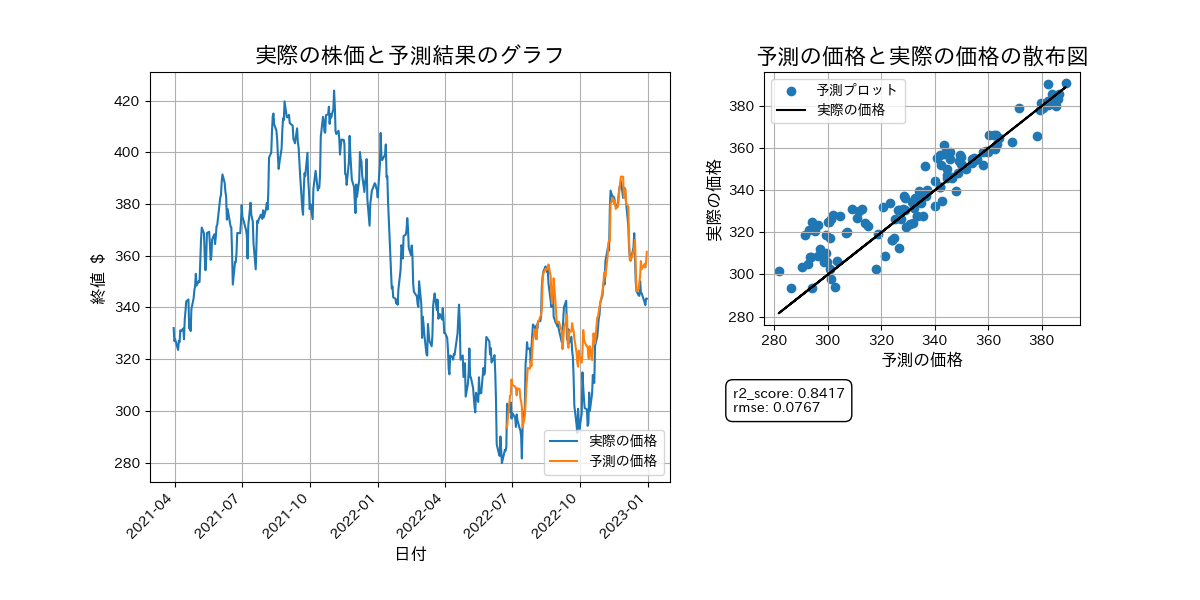 実際の株価と予測結果のグラフ
420
400
380
360
340
320
300
280
終値 $
2021-04
2021-07
2021-10
2022-01
2022-04
2022-07
2022-10
2023-01
日付
実際の価格
予測の価格
予測の価格と実際の価格の散布図
予測プロット
実際の価格
380
360
340
320
300
280
実際の価格
280
300
320
340
360
380
予測の価格
r2_score: 0.8417
rmse: 0.0767